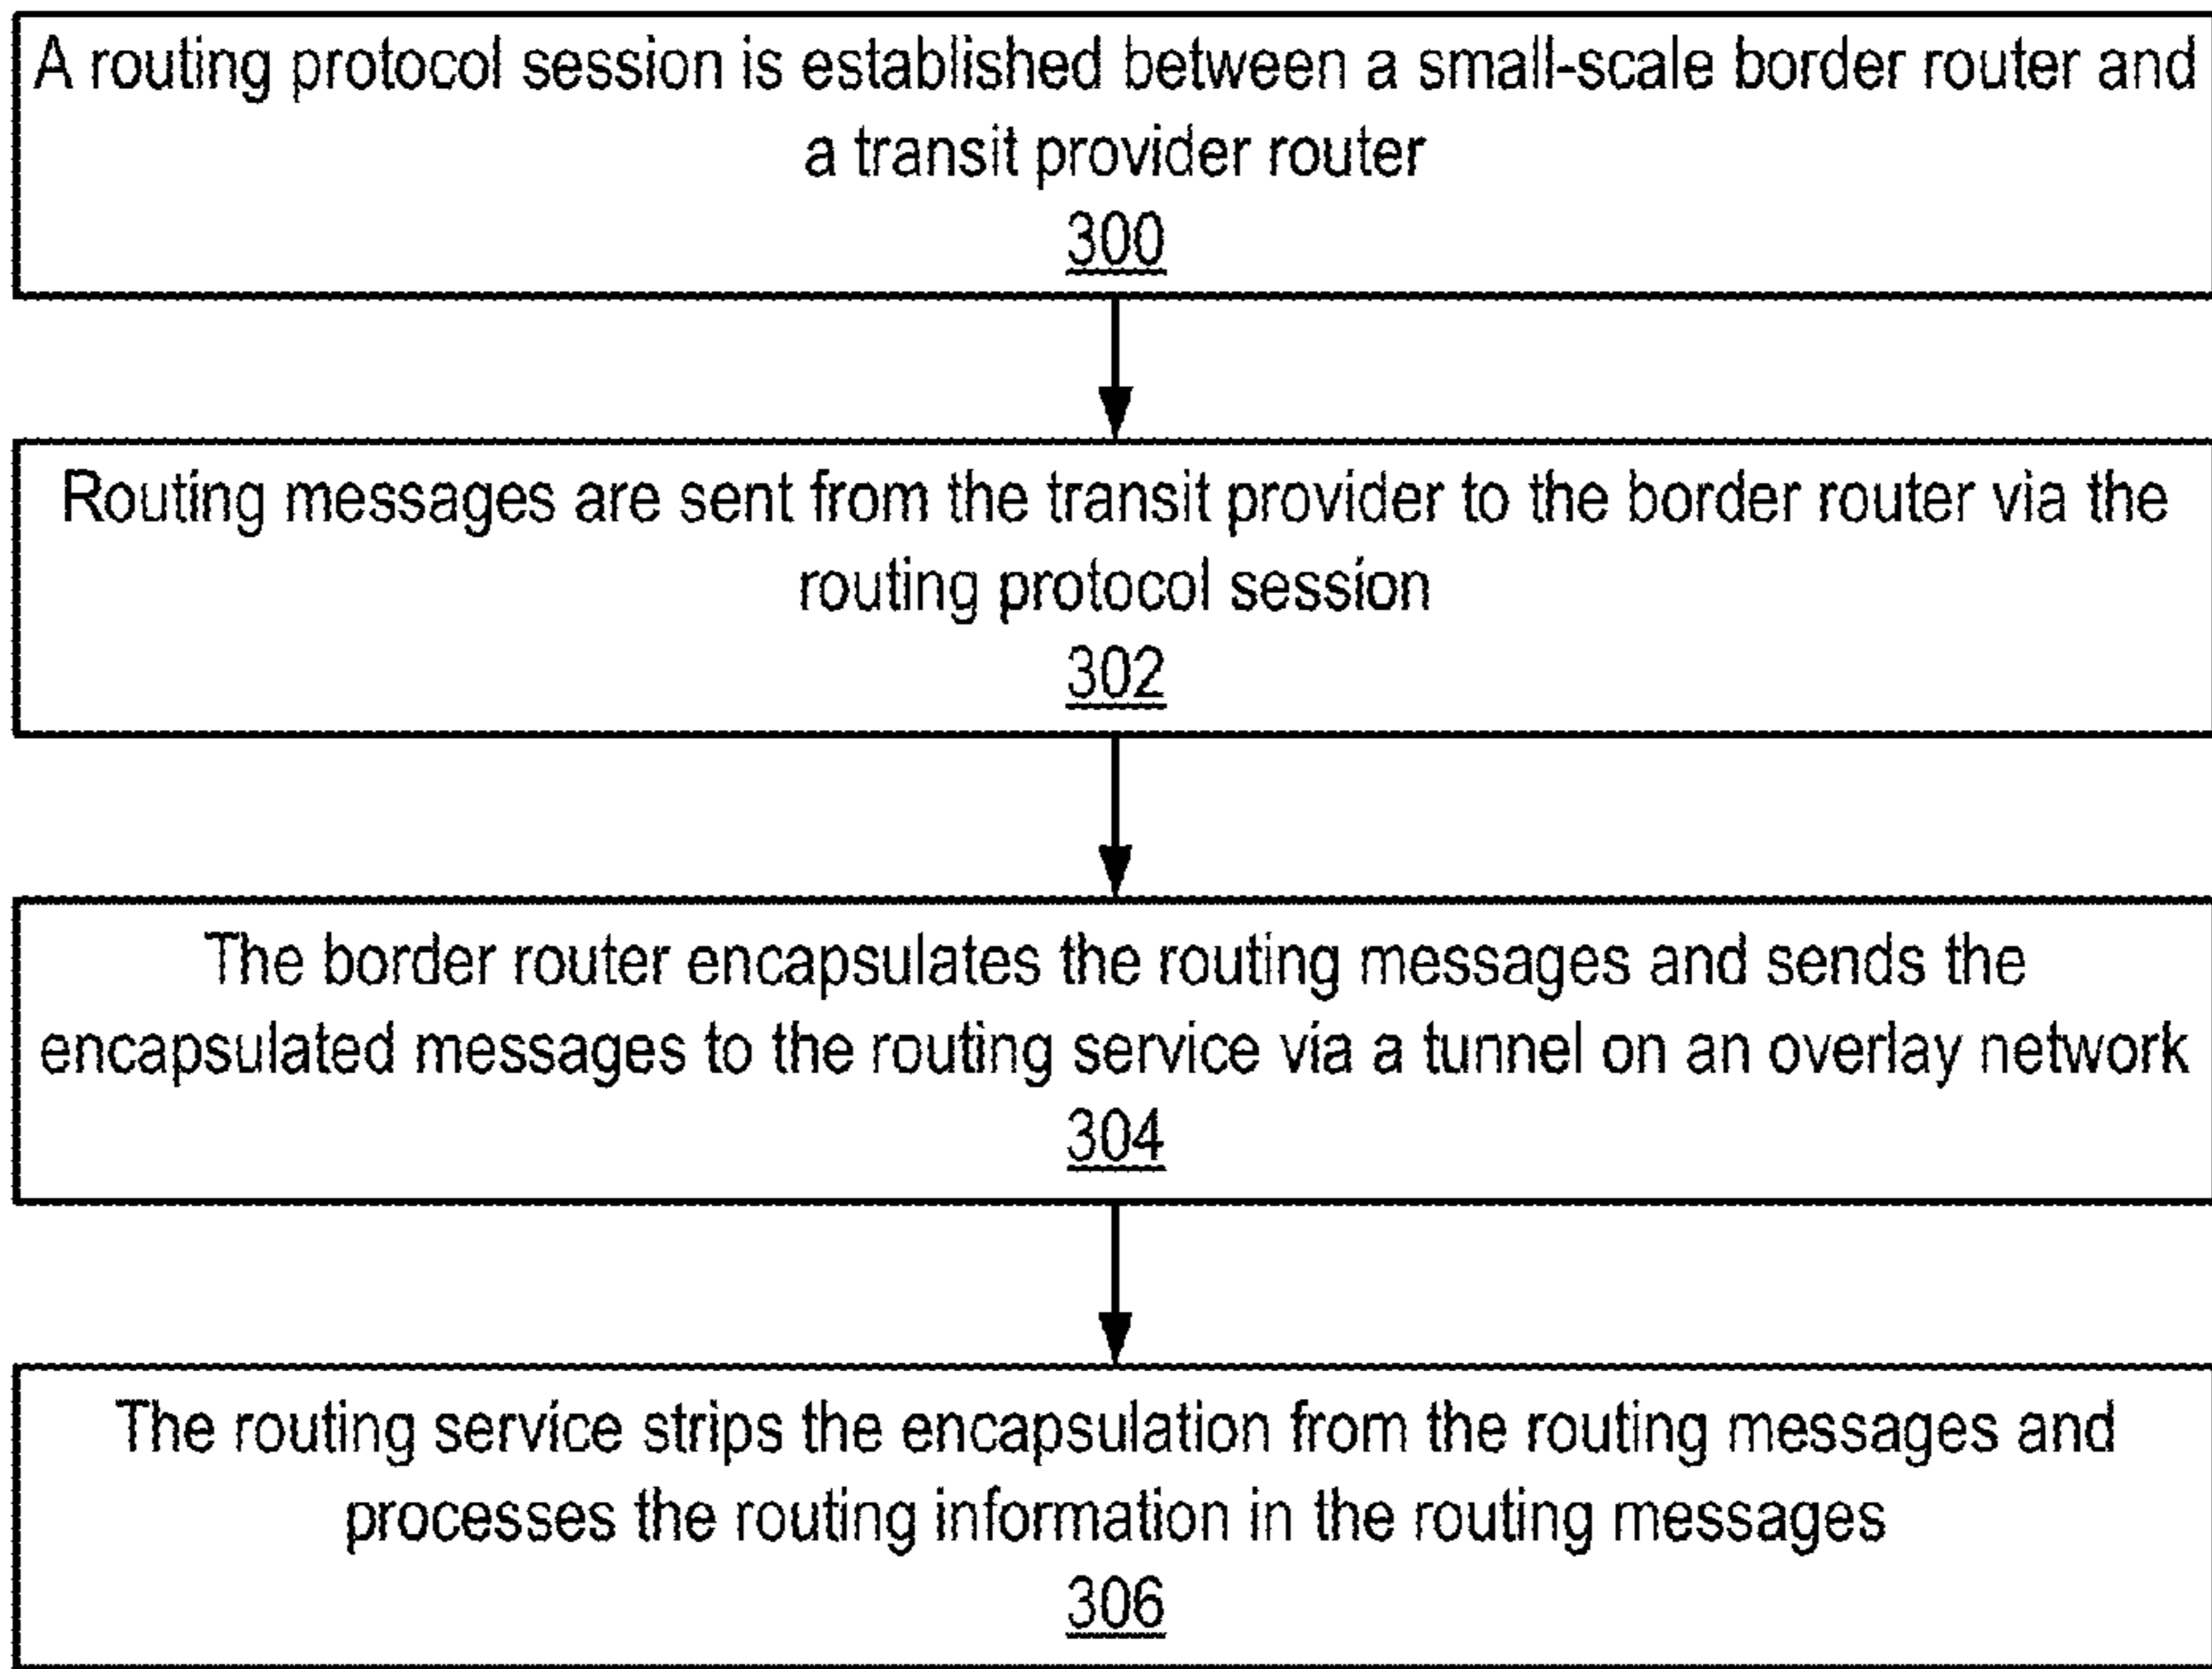 A routing protocol session is established between a small-scale border router and
a transit provider router
300
Routing messages are sent from the transit provider to the border router via the
routing protocol session
302
The border router encapsulates the routing messages and sends the
encapsulated messages to the routing service via a tunnel on an overlay network
304
The routing service strips the encapsulation from the routing messages and
processes the routing information in the routing messages
306